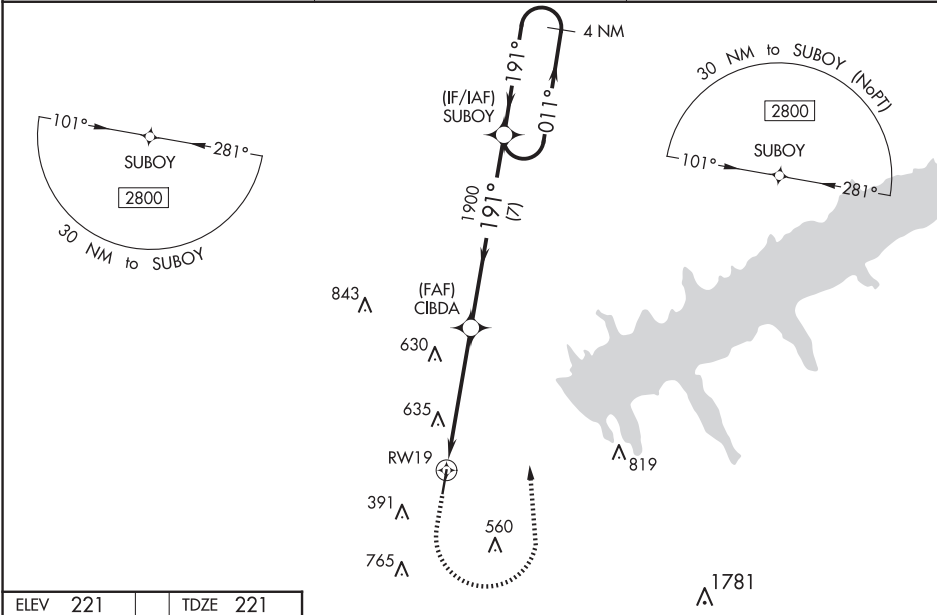 4 NM
191°
011°
(IF/IAF)
SUBOY
1900
191°
(7)
101°
281°
SUBOY
2800
30 NM to SUBOY
30 NM to SUBOY (NoPT)
2800
SUBOY
101°
281°
843
(FAF)
CIBDA
630
635
RW19
819
391
560
765
1781
ELEV 221 TDZE 221